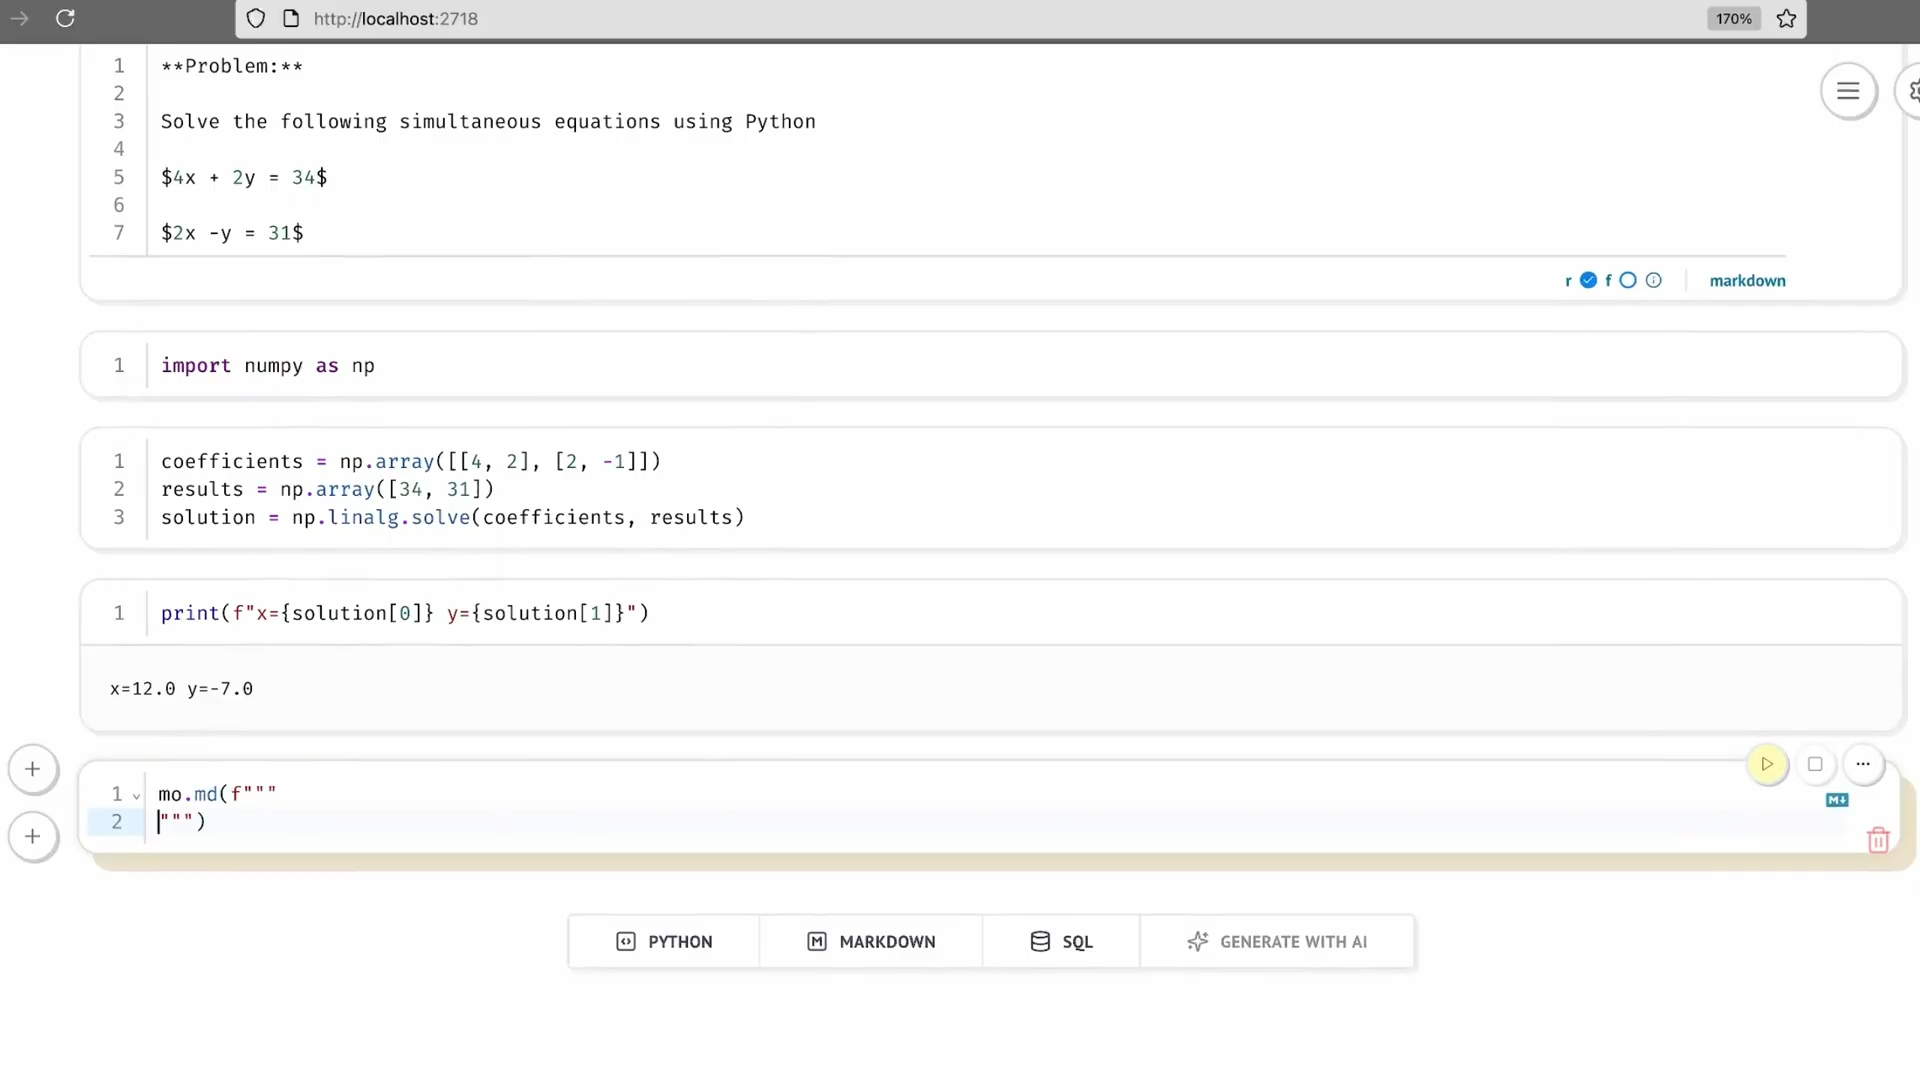 http://localhost:2718
170%
1 **Problem:**
2
3 Solve the following simultaneous equations using Python
4
5 $4x + 2y = 34$
6
7 $2x -y = 31$
r f markdown
1 import numpy as np
1 coefficients = np.array([[4, 2], [2, -1]])
2 results = np.array([34, 31])
3 solution = np.linalg.solve(coefficients, results)
1 print(f"x={solution[0]} y={solution[1]}")
x=12.0 y=-7.0
1 mo.md(f"""
2 """)
M↓
PYTHON
MARKDOWN
SQL
GENERATE WITH AI